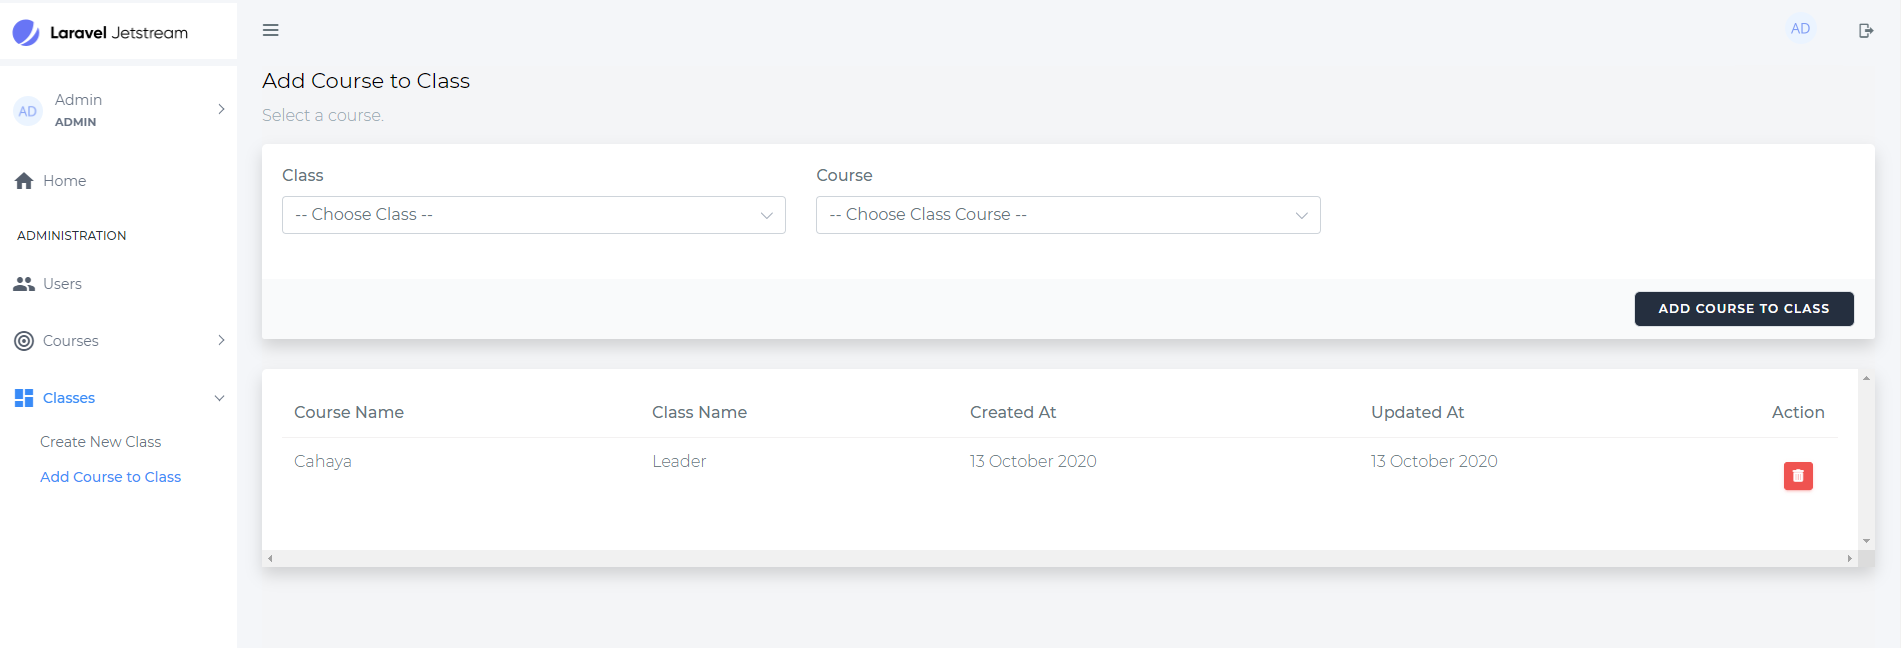 Laravel Jetstream
AD
AD
Admin
ADMIN
Home
ADMINISTRATION
Users
Courses
Classes
Create New Class
Add Course to Class
Add Course to Class
Select a course.
Class
Course
-- Choose Class --
-- Choose Class Course --
ADD COURSE TO CLASS
Course Name Class Name Created At Updated At Action
Cahaya Leader 13 October 2020 13 October 2020